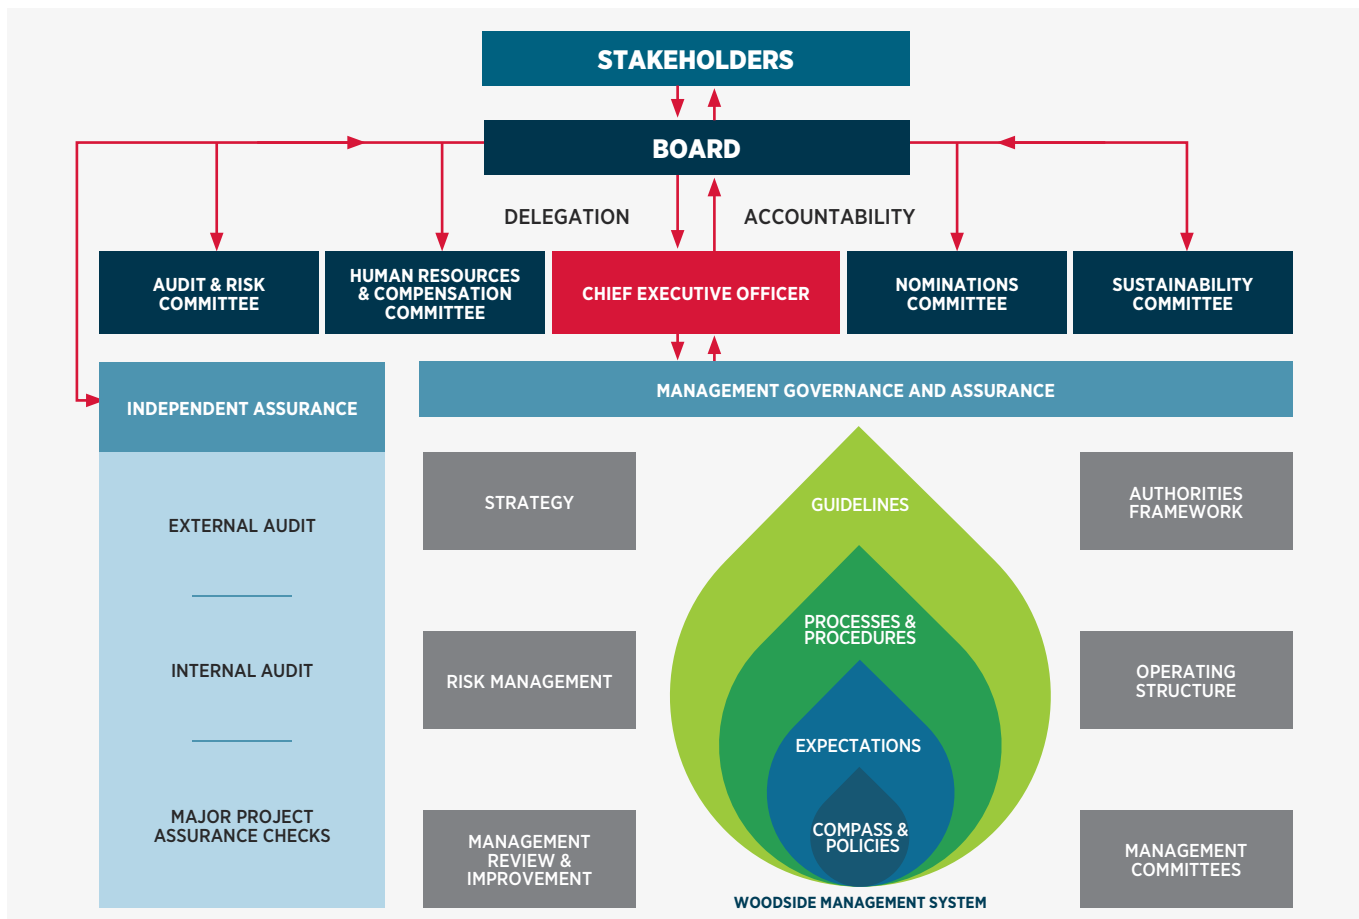 STAKEHOLDERS
BOARD
DELEGATION
ACCOUNTABILITY
AUDIT & RISK
COMMITTEE
HUMAN RESOURCES
& COMPENSATION
COMMITTEE
CHIEF EXECUTIVE OFFICER
NOMINATIONS
COMMITTEE
SUSTAINABILITY
COMMITTEE
INDEPENDENT ASSURANCE
EXTERNAL AUDIT
INTERNAL AUDIT
MAJOR PROJECT
ASSURANCE CHECKS
MANAGEMENT GOVERNANCE AND ASSURANCE
STRATEGY
RISK MANAGEMENT
MANAGEMENT
REVIEW &
IMPROVEMENT
GUIDELINES
PROCESSES &
PROCEDURES
EXPECTATIONS
COMPASS &
POLICIES
WOODSIDE MANAGEMENT SYSTEM
AUTHORITIES
FRAMEWORK
OPERATING
STRUCTURE
MANAGEMENT
COMMITTEES